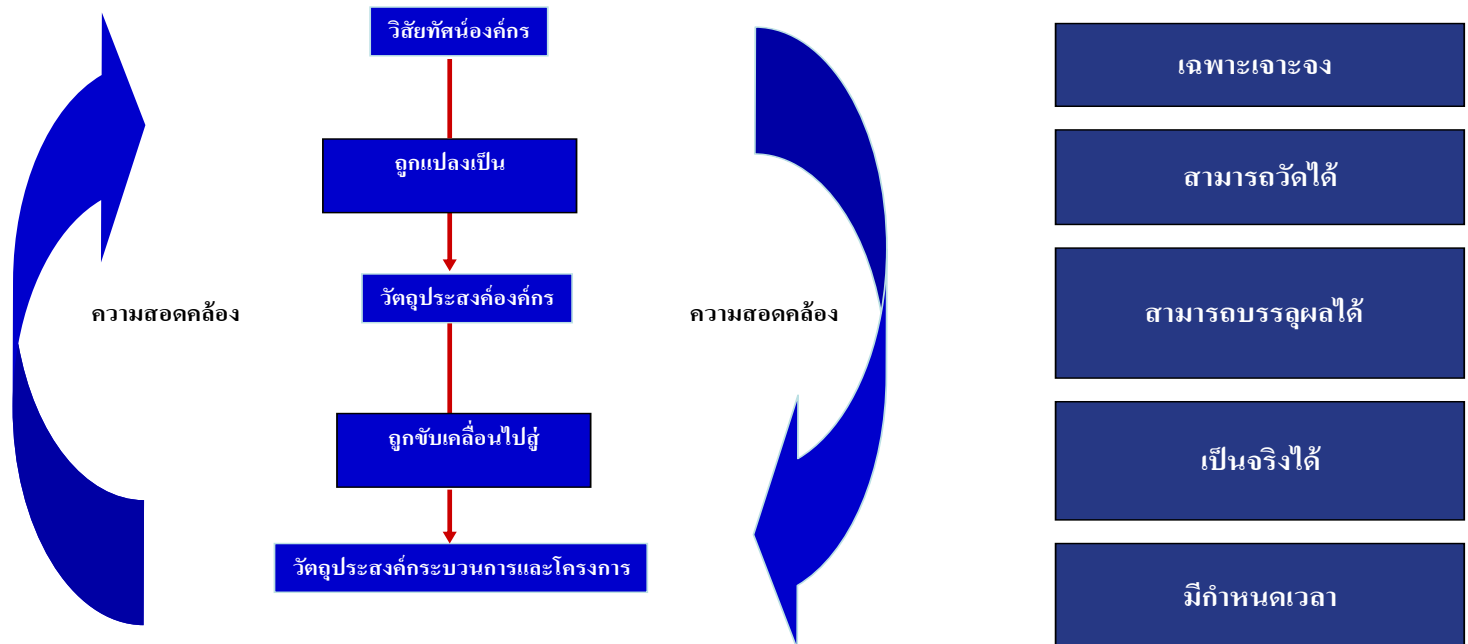 วิสัยทัศน์องค์กร
ถูกแปลงเป็น
วัตถุประสงค์องค์กร
ความสอดคล้อง
ความสอดคล้อง
ถูกขับเคลื่อนไปสู่
วัตถุประสงค์กระบวนการและโครงการ
เฉพาะเจาะจง
สามารถวัดได้
สามารถบรรลุผลได้
เป็นจริงได้
มีกำหนดเวลา